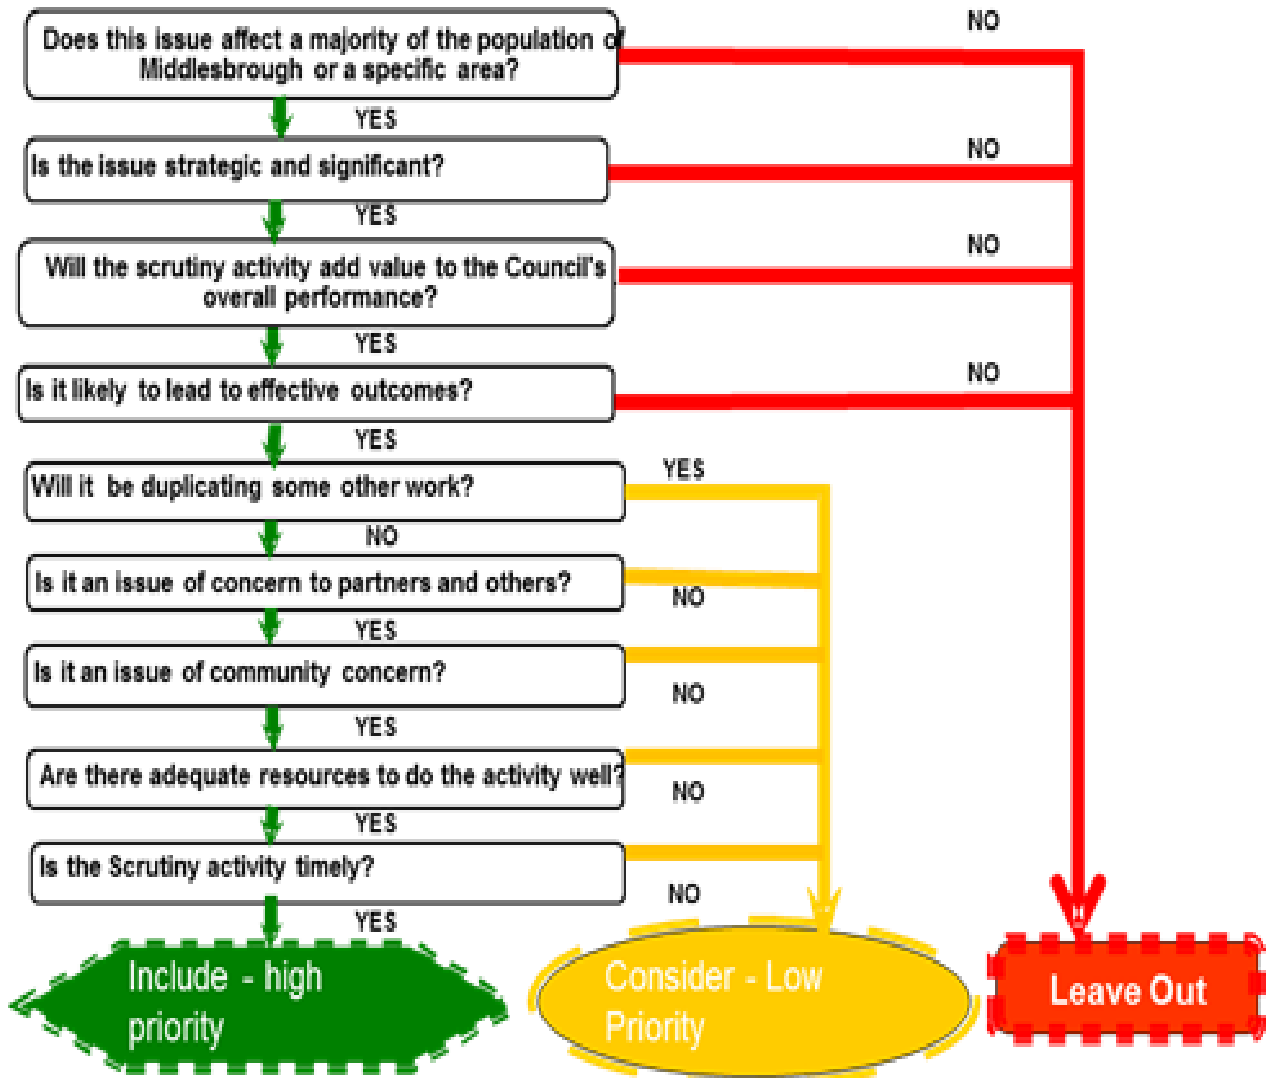 NO
Does this issue affect a majority of the population of
Middlesbrough or a specific area?
YES
NO
Is the issue strategic and significant?
YES
NO
Will the scrutiny activity add value to the Council's
overall performance?
YES
NO
Is it likely to lead to effective outcomes?
YES
YES
Will it be duplicating some other work?
NO
Is it an issue of concern to partners and others?
NO
YES
Is it an issue of community concern?
NO
YES
Are there adequate resources to do the activity well?
NO
YES
Is the Scrutiny activity timely?
NO
YES
Include - high
priority
Consider - Low
Priority
Leave Out